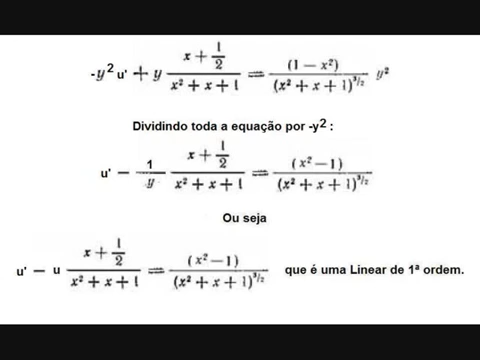 -y² u' + y (x + 1/2)/(x² + x + 1) = (1 − x²)/(x² + x + 1)^3/2 y²
Dividindo toda a equação por -y² :
u' − 1/y (x + 1/2)/(x² + x + 1) = (x² − 1)/(x² + x + 1)^3/2
Ou seja
u' − u (x + 1/2)/(x² + x + 1) = (x² − 1)/(x² + x + 1)^3/2 que é uma Linear de 1ª ordem.